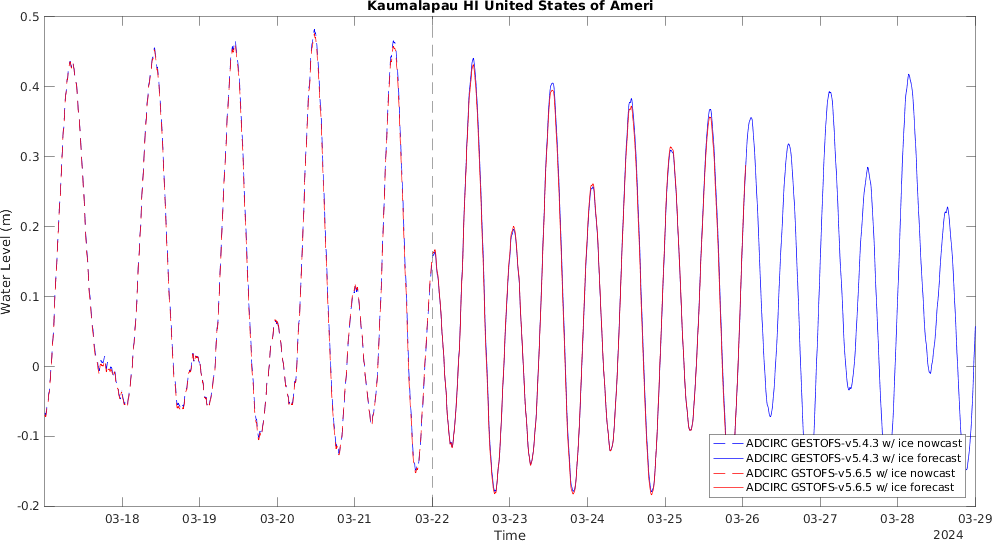 Kaumalapau HI United States of Ameri
0.5
0.4
0.3
0.2
0.1
0
-0.1
-0.2
Water Level (m)
ADCIRC GESTOFS-v5.4.3 w/ ice nowcast
ADCIRC GESTOFS-v5.4.3 w/ ice forecast
ADCIRC GSTOFS-v5.6.5 w/ ice nowcast
ADCIRC GSTOFS-v5.6.5 w/ ice forecast
03-18 03-19 03-20 03-21 03-22 03-23 03-24 03-25 03-26 03-27 03-28 03-29
Time
2024